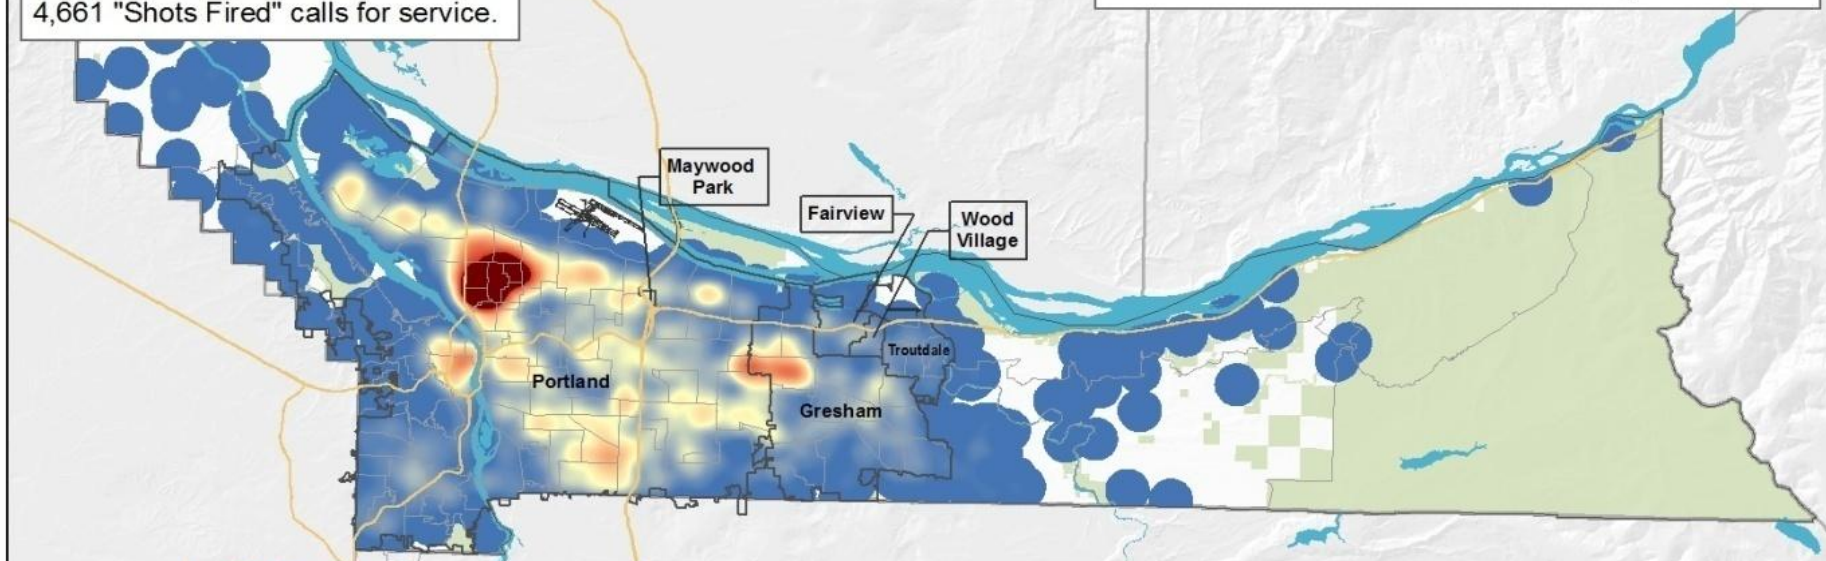 4,661 "Shots Fired" calls for service.
Maywood
Park
Fairview
Wood
Village
Troutdale
Portland
Gresham